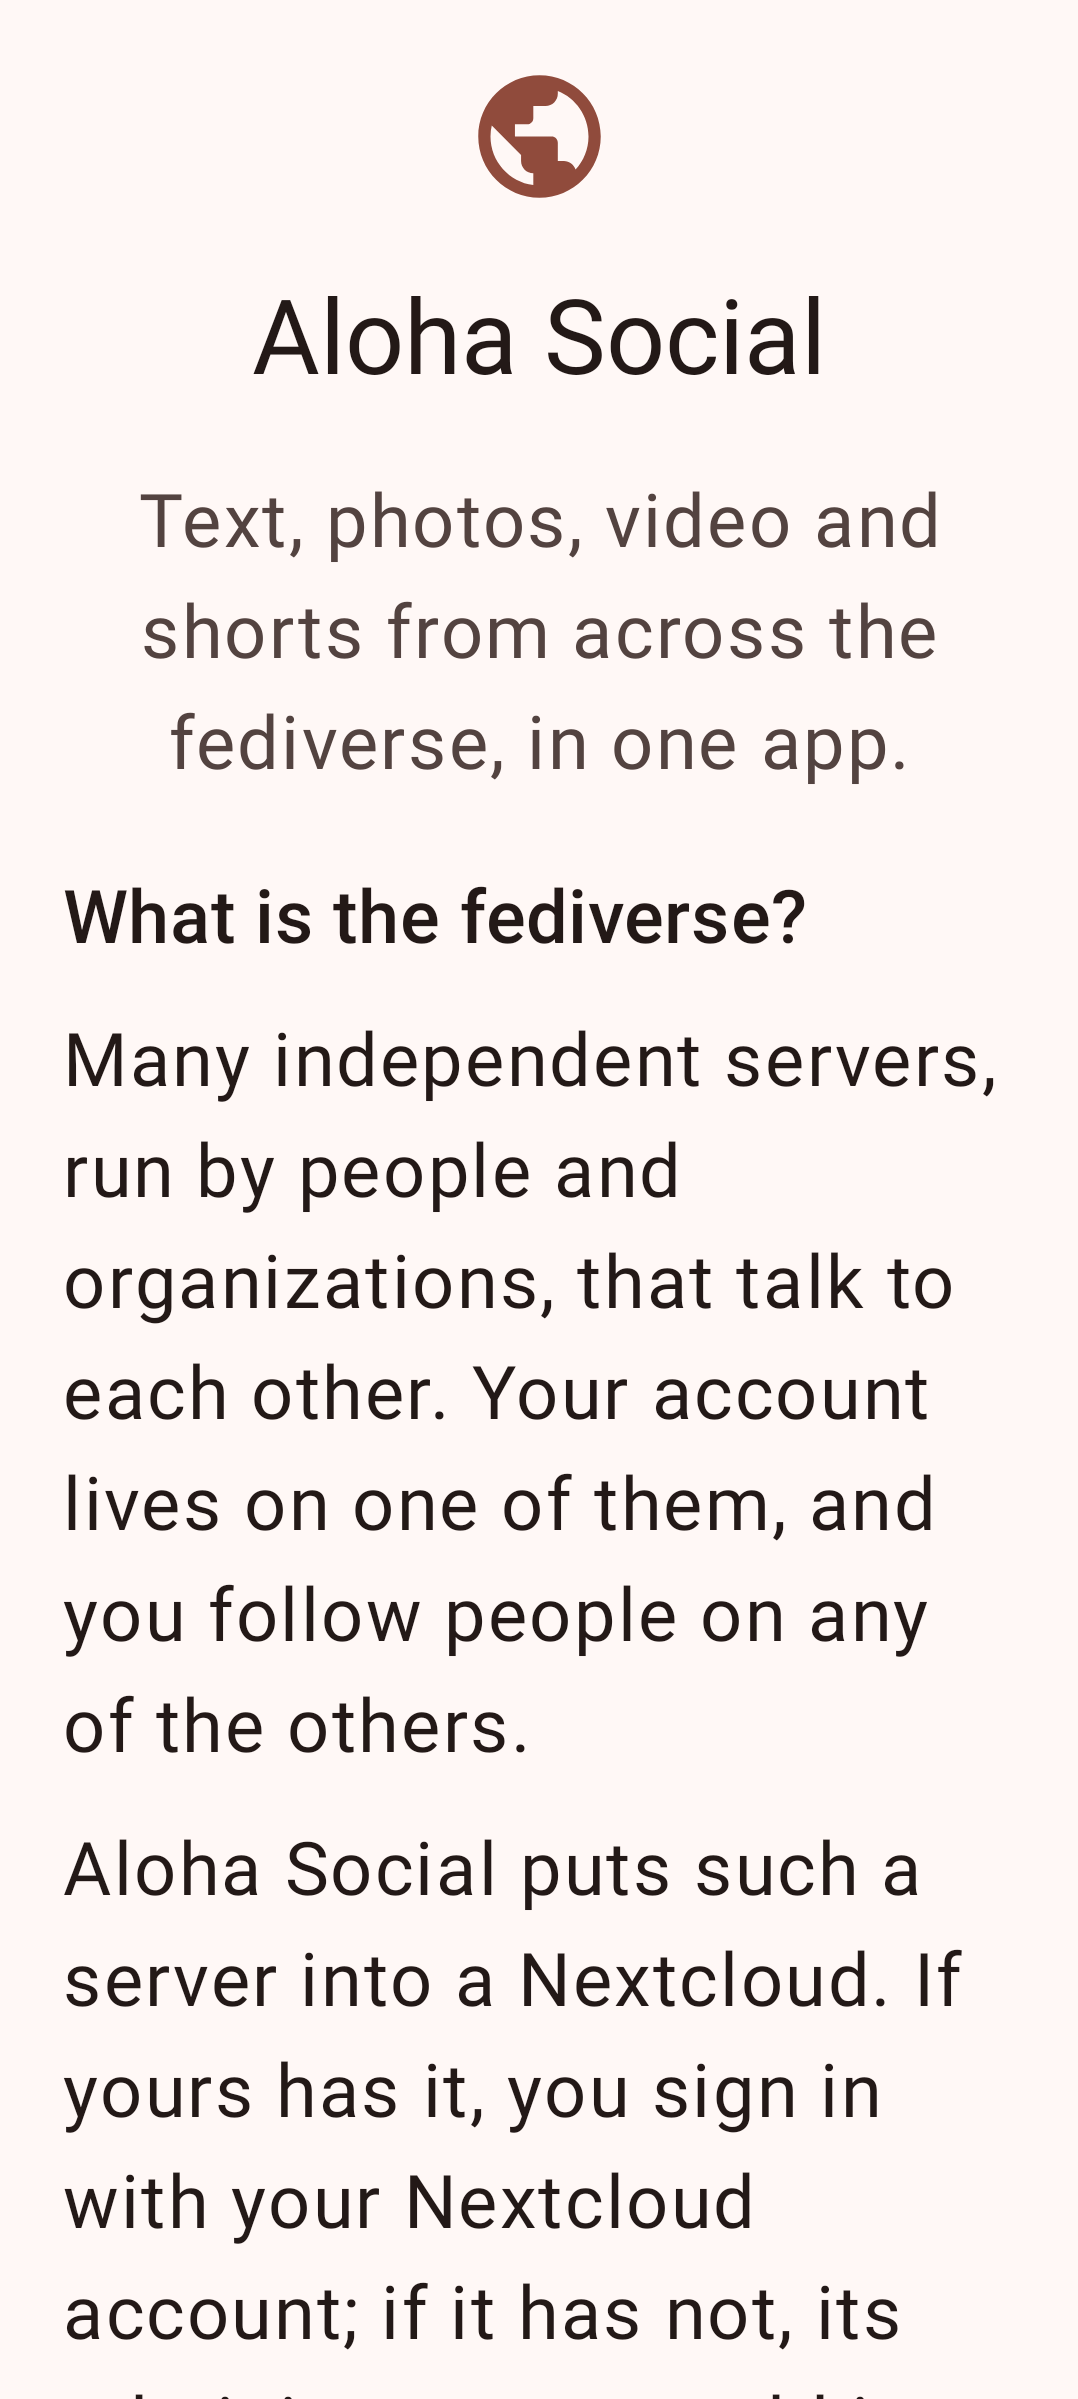 Aloha Social
Text, photos, video and
shorts from across the
fediverse, in one app.
What is the fediverse?
Many independent servers,
run by people and
organizations, that talk to
each other. Your account
lives on one of them, and
you follow people on any
of the others.
Aloha Social puts such a
server into a Nextcloud. If
yours has it, you sign in
with your Nextcloud
account; if it has not, its